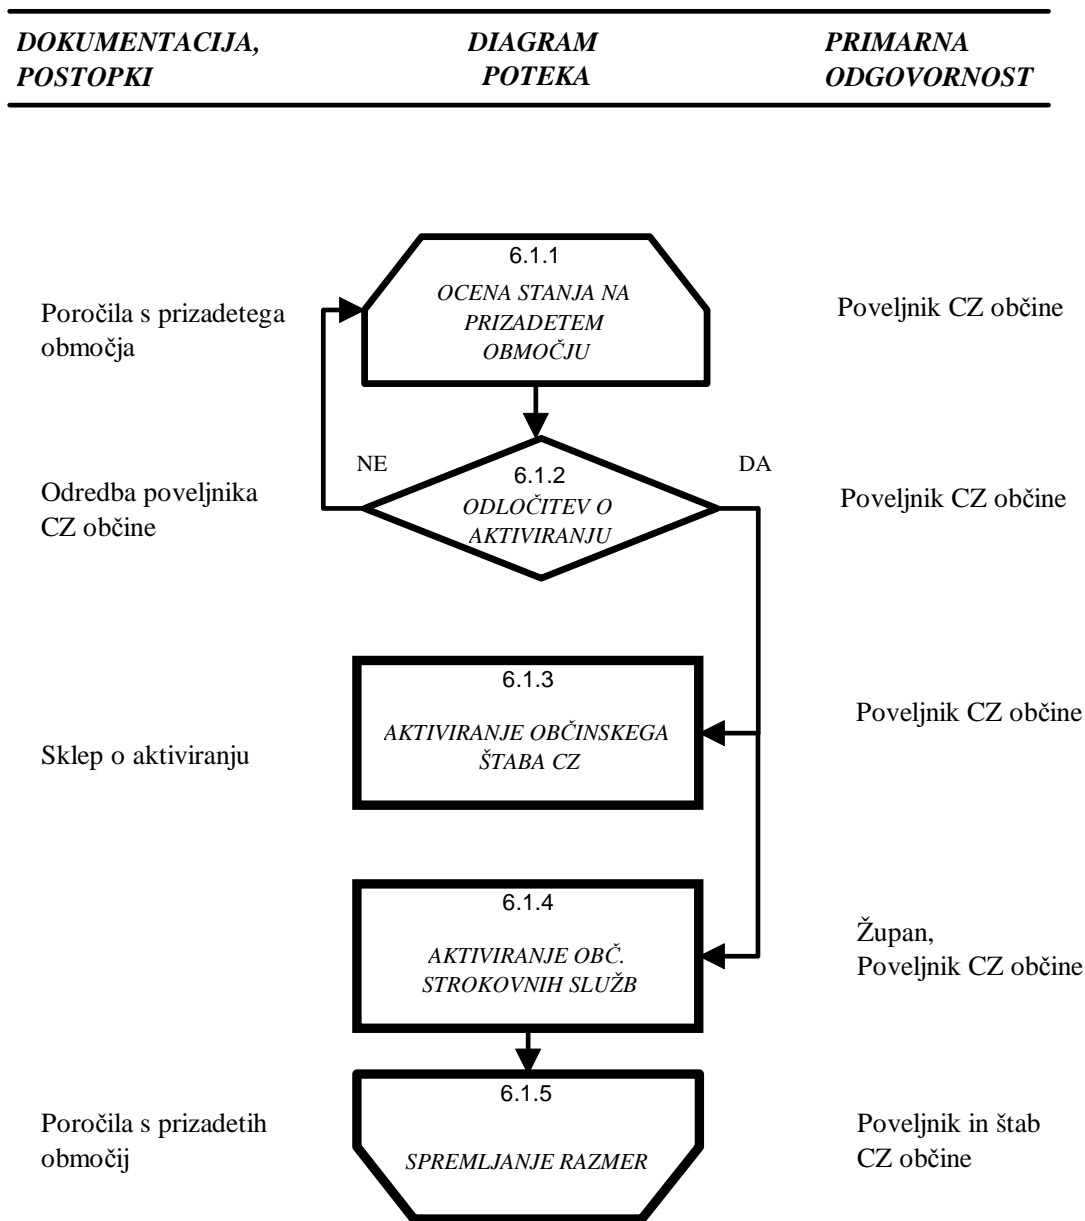 DOKUMENTACIJA,
POSTOPKI
DIAGRAM
POTEKA
PRIMARNA
ODGOVORNOST
6.1.1
OCENA STANJA NA
PRIZADETEM
OBMOČJU
Poročila s prizadetega
območja
Poveljnik CZ občine
NE
DA
6.1.2
ODLOČITEV O
AKTIVIRANJU
Odredba poveljnika
CZ občine
Poveljnik CZ občine
6.1.3
AKTIVIRANJE OBČINSKEGA
ŠTABA CZ
Sklep o aktiviranju
Poveljnik CZ občine
6.1.4
AKTIVIRANJE OBČ.
STROKOVNIH SLUŽB
Župan,
Poveljnik CZ občine
6.1.5
SPREMLJANJE RAZMER
Poročila s prizadetih
območij
Poveljnik in štab
CZ občine